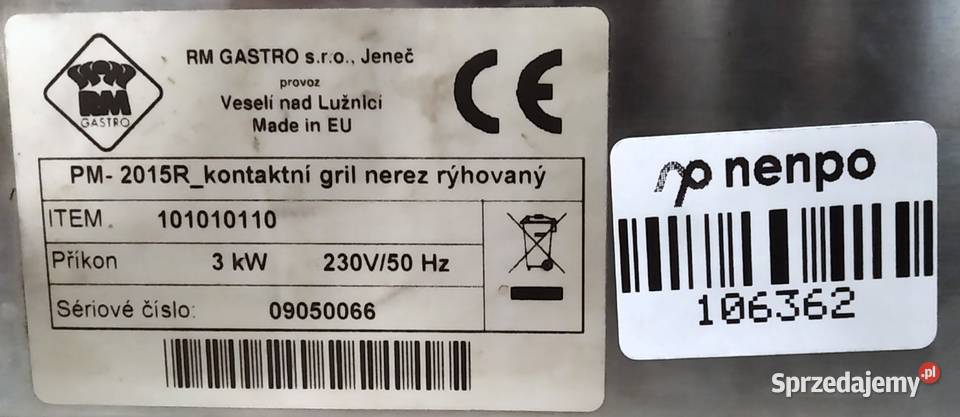 RM
GASTRO
RM GASTRO s.r.o., Jeneč
provoz
Veselí nad Lužnicí
Made in EU
CE
PM- 2015R_kontaktní gril nerez rýhovaný
ITEM. 101010110
Příkon 3 kW 230V/50 Hz
Sériové číslo: 09050066
np nenpo
106362
Sprzedajemy.pl